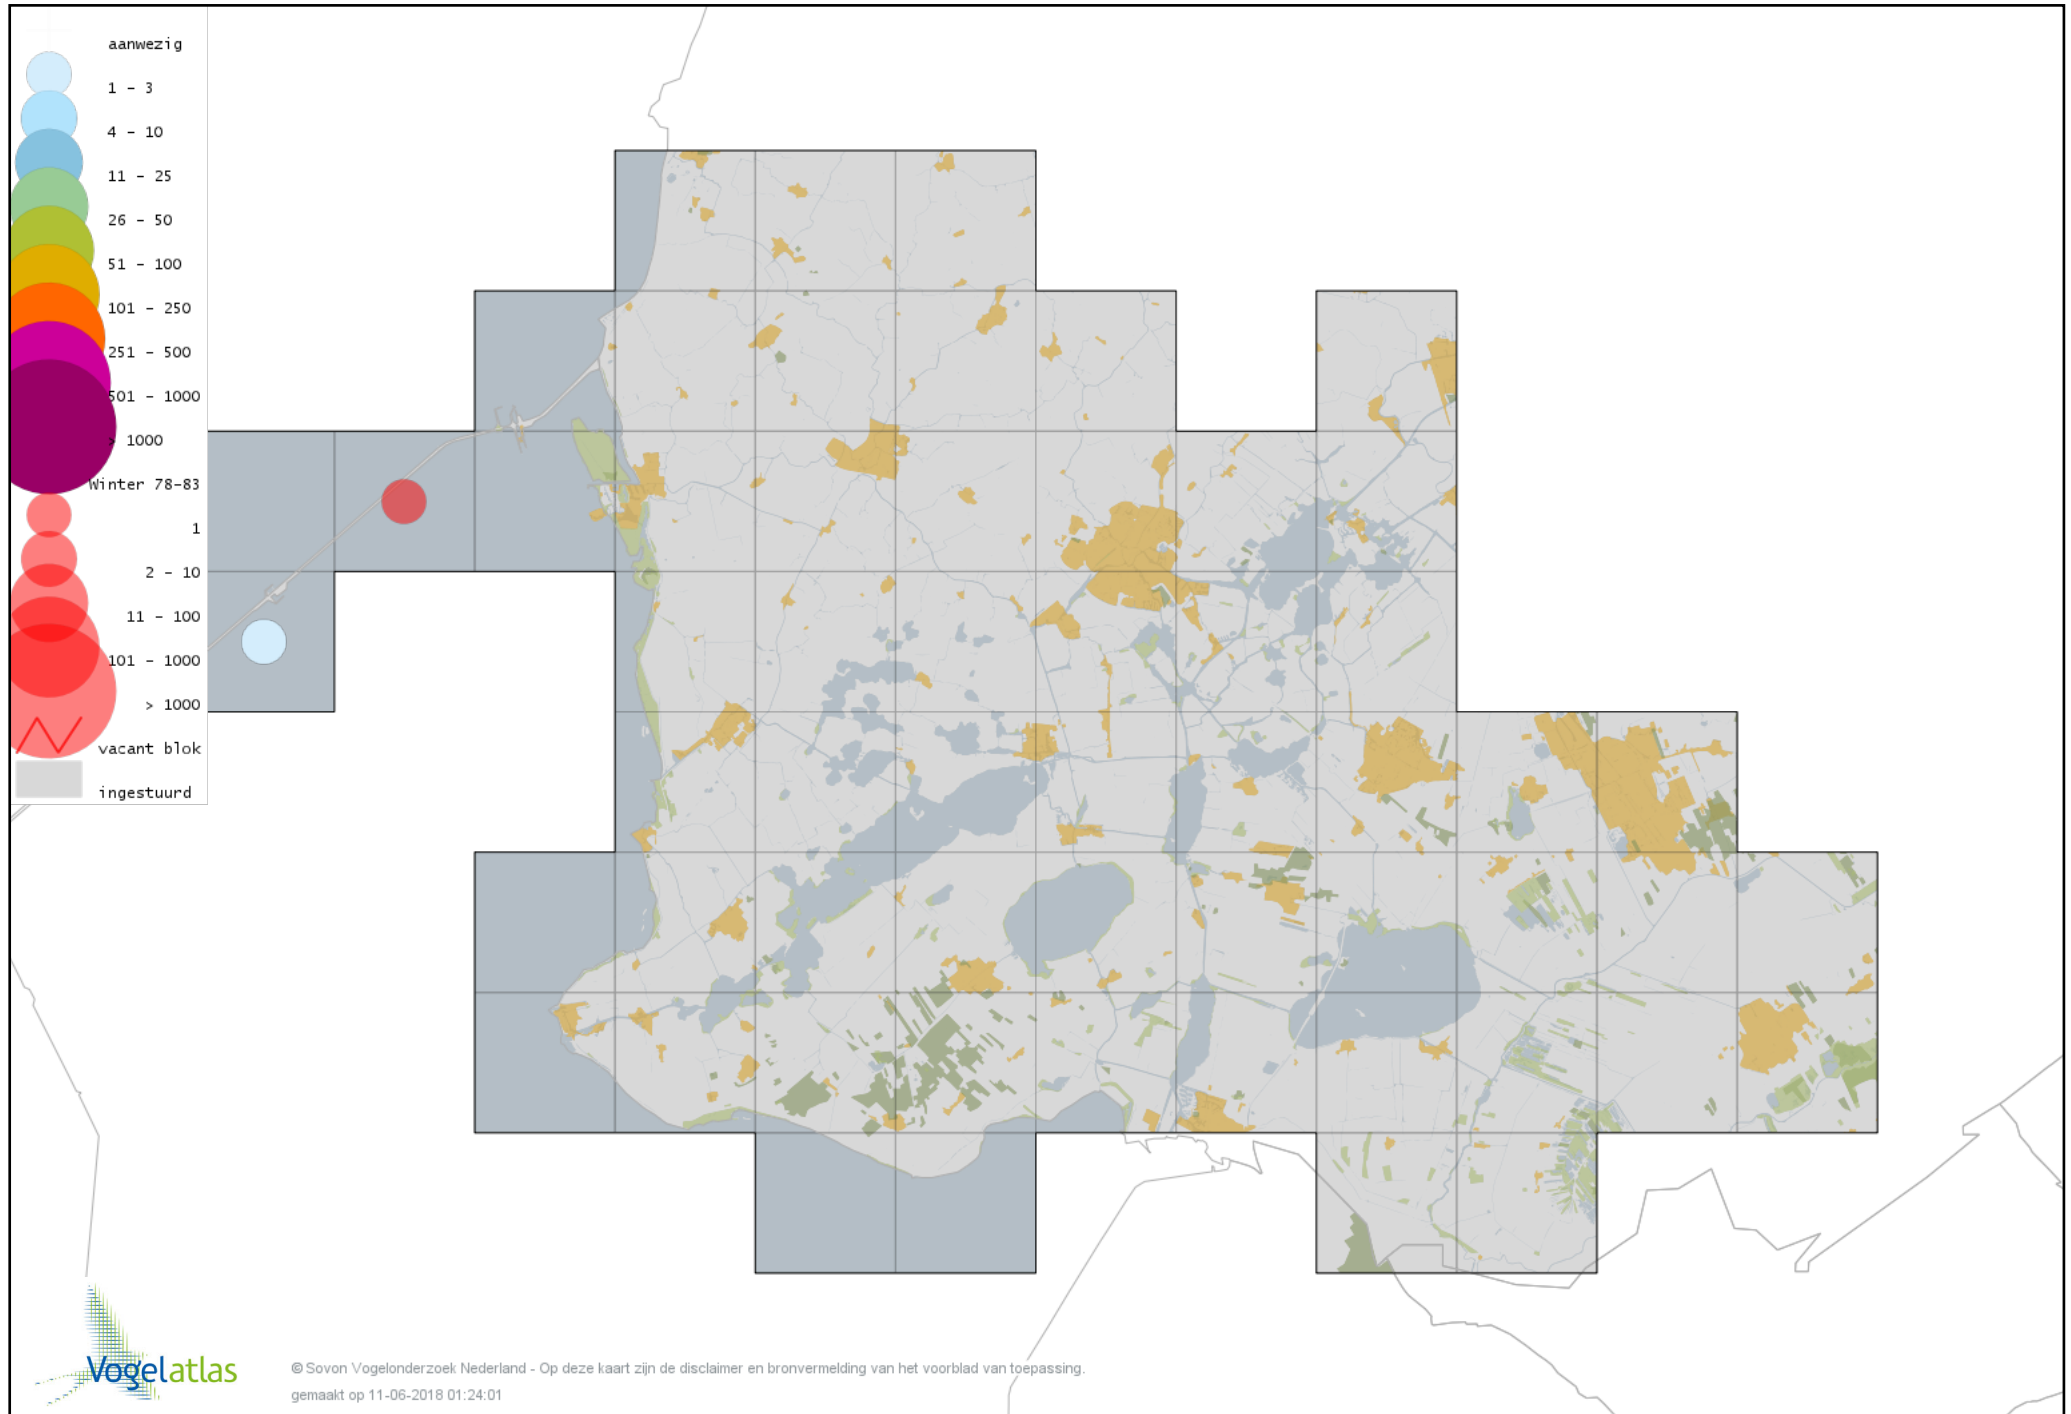 aanwezig
1 - 3
4 - 10
11 - 25
26 - 50
51 - 100
101 - 250
251 - 500
501 - 1000
> 1000
Winter 78-83
1
2 - 10
11 - 100
101 - 1000
> 1000
vacant blok
ingestuurd
Vogelatlas
© Sovon Vogelonderzoek Nederland - Op deze kaart zijn de disclaimer en bronvermelding van het voorblad van toepassing.
gemaakt op 11-06-2018 01:24:01